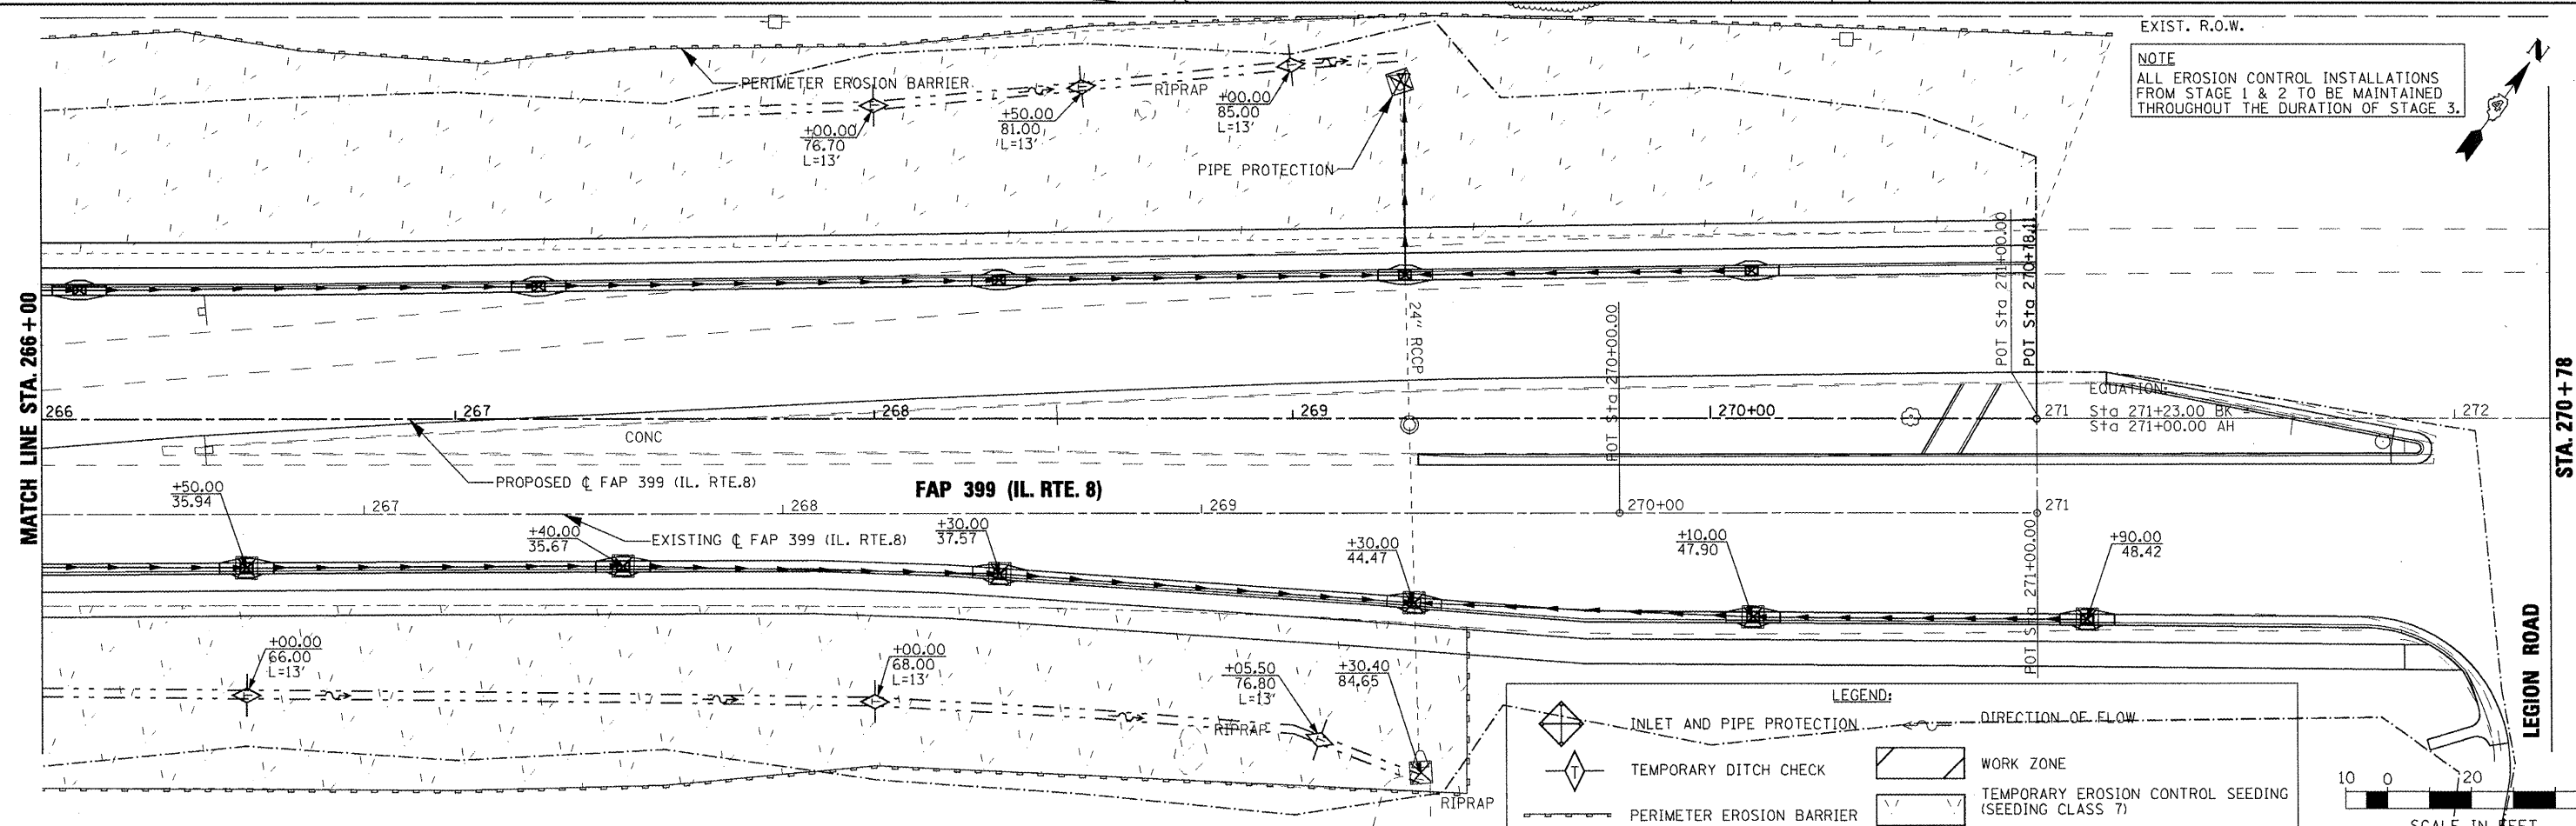 EXIST. R.O.W.
NOTE
ALL EROSION CONTROL INSTALLATIONS
FROM STAGE 1 & 2 TO BE MAINTAINED
THROUGHOUT THE DURATION OF STAGE 3.
N
PERIMETER EROSION BARRIER
RIPRAP
+00.00
76.70
L=13'
+50.00
81.00
L=13'
+00.00
85.00
L=13'
PIPE PROTECTION
MATCH LINE STA. 266+00
24" RCCP
POT Sta 270+00.00
POT Sta 271+00.00
POT Sta 270+78.11
266
267
268
269
270+00
271
272
EQUATION:
Sta 271+23.00 BK =
Sta 271+00.00 AH
CONC
PROPOSED ℄ FAP 399 (IL. RTE.8)
FAP 399 (IL. RTE. 8)
STA. 270+78
267
268
269
270+00
271
EXISTING ℄ FAP 399 (IL. RTE.8)
+50.00
35.94
+40.00
35.67
+30.00
37.57
+30.00
44.47
+10.00
47.90
+90.00
48.42
POT Sta 271+00.00
+00.00
66.00
L=13'
+00.00
68.00
L=13'
+05.50
76.80
L=13'
+30.40
84.65
RIPRAP
RIPRAP
LEGION ROAD
LEGEND:
INLET AND PIPE PROTECTION
DIRECTION OF FLOW
T TEMPORARY DITCH CHECK
WORK ZONE
PERIMETER EROSION BARRIER
TEMPORARY EROSION CONTROL SEEDING
(SEEDING CLASS 7)
10 0 20
SCALE IN FEET